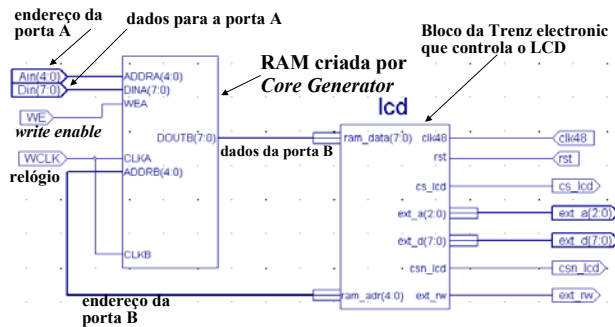 endereço da
porta A
dados para a porta A
Bloco da Trenz electronic
que controla o LCD
Ain(4:0)
Din(7:0)
WE
write enable
WCLK
relógio
ADDRA(4:0)
DINA(7:0)
WEA
DOUTB(7:0)
CLKA
ADDRB(4:0)
CLKB
RAM criada por
Core Generator
dados da porta B
endereço da
porta B
lcd
ram_data(7:0)
ram_adr(4:0)
clk48
rst
cs_lcd
ext_a(2:0)
ext_d(7:0)
csn_lcd
ext_rw
clk48
rst
cs_lcd
ext_a(2:0)
ext_d(7:0)
csn_lcd
ext_rw